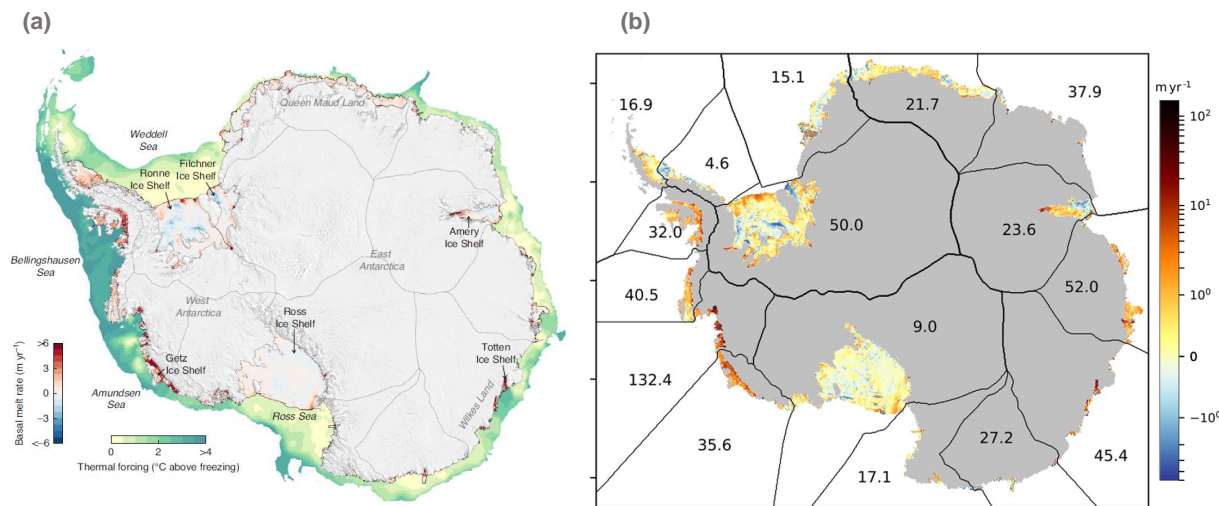 (a)
Queen Maud Land
Weddell
Sea
Ronne
Ice Shelf
Filchner
Ice Shelf
Amery
Ice Shelf
Bellingshausen
Sea
East
Antarctica
West
Antarctica
Ross
Ice Shelf
Totten
Ice Shelf
Getz
Ice Shelf
Amundsen
Sea
Ross Sea
Wilkes Land
Basal melt rate (m yr⁻¹)
>6
3
0
−3
<−6
0
2
>4
Thermal forcing (°C above freezing)
(b)
15.1
37.9
16.9
21.7
4.6
32.0
50.0
23.6
40.5
52.0
9.0
132.4
35.6
27.2
17.1
45.4
m yr⁻¹
10²
10¹
10⁰
0
−10⁰